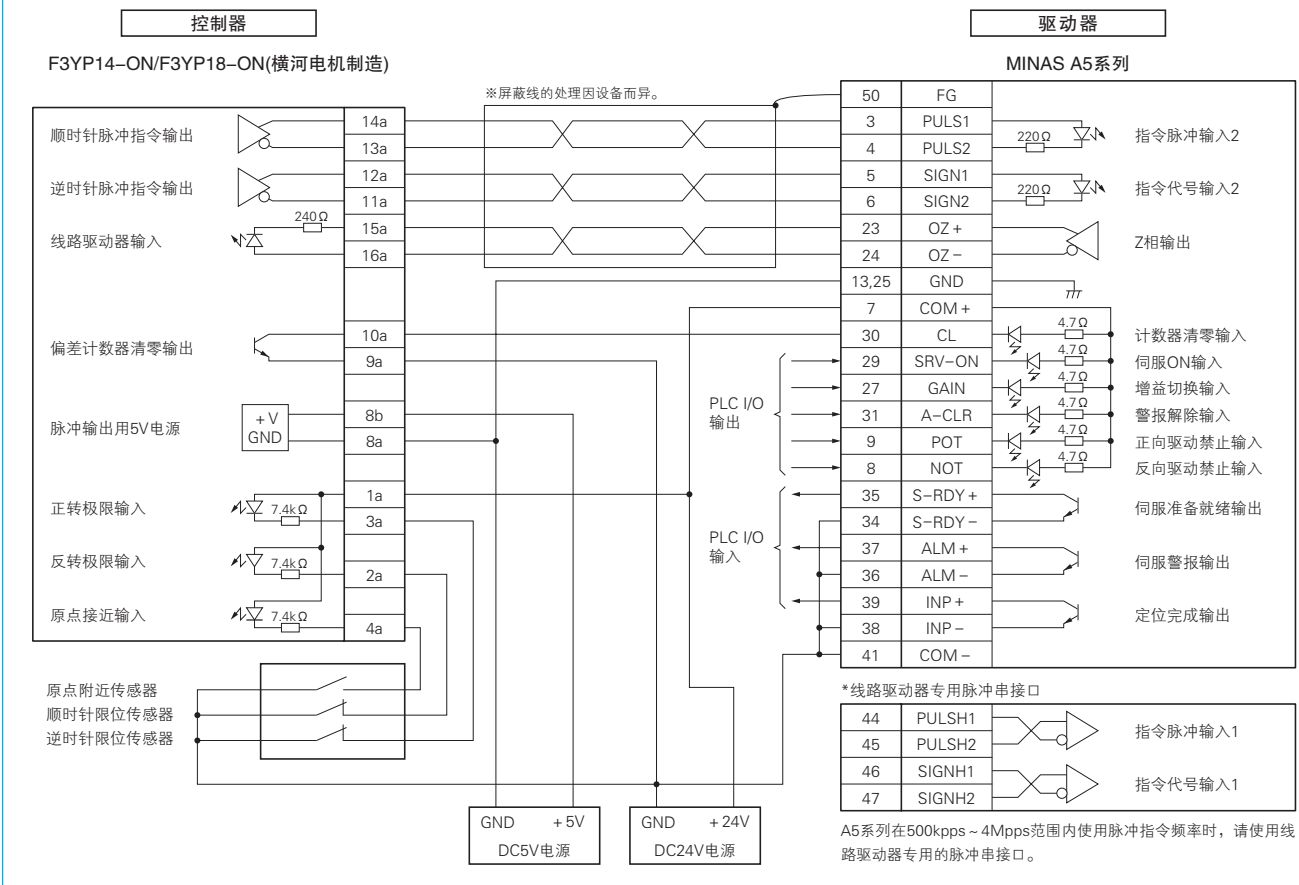 控制器
驱动器
F3YP14-ON/F3YP18-ON(横河电机制造)
MINAS A5系列
※屏蔽线的处理因设备而异。
顺时针脉冲指令输出
14a
13a
逆时针脉冲指令输出
12a
11a
线路驱动器输入
240Ω
15a
16a
偏差计数器清零输出
10a
9a
脉冲输出用5V电源
+V
GND
8b
8a
正转极限输入
7.4kΩ
1a
3a
反转极限输入
7.4kΩ
2a
原点接近输入
7.4kΩ
4a
原点附近传感器
顺时针限位传感器
逆时针限位传感器
GND +5V
DC5V电源
GND +24V
DC24V电源
PLC I/O
输出
PLC I/O
输入
50 FG
3 PULS1
4 PULS2
220Ω
指令脉冲输入2
5 SIGN1
6 SIGN2
220Ω
指令代号输入2
23 OZ+
24 OZ-
Z相输出
13,25 GND
7 COM+
30 CL 4.7Ω 计数器清零输入
29 SRV-ON 4.7Ω 伺服ON输入
27 GAIN 4.7Ω 增益切换输入
31 A-CLR 4.7Ω 警报解除输入
9 POT 4.7Ω 正向驱动禁止输入
8 NOT 4.7Ω 反向驱动禁止输入
35 S-RDY+
34 S-RDY-
伺服准备就绪输出
37 ALM+
36 ALM-
伺服警报输出
39 INP+
38 INP-
定位完成输出
41 COM-
*线路驱动器专用脉冲串接口
44 PULSH1
45 PULSH2
指令脉冲输入1
46 SIGNH1
47 SIGNH2
指令代号输入1
A5系列在500kpps~4Mpps范围内使用脉冲指令频率时，请使用线
路驱动器专用的脉冲串接口。